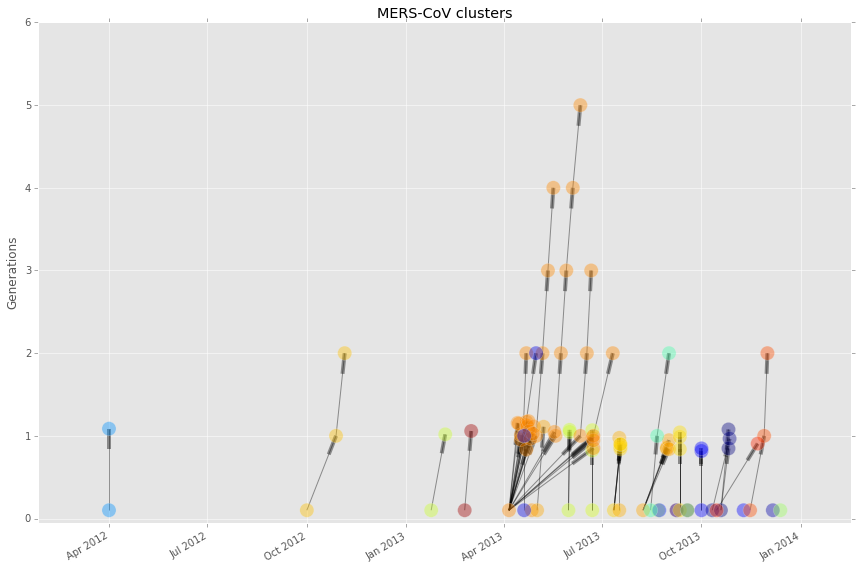 MERS-CoV clusters
Generations
6
5
4
3
2
1
0
Apr 2012
Jul 2012
Oct 2012
Jan 2013
Apr 2013
Jul 2013
Oct 2013
Jan 2014